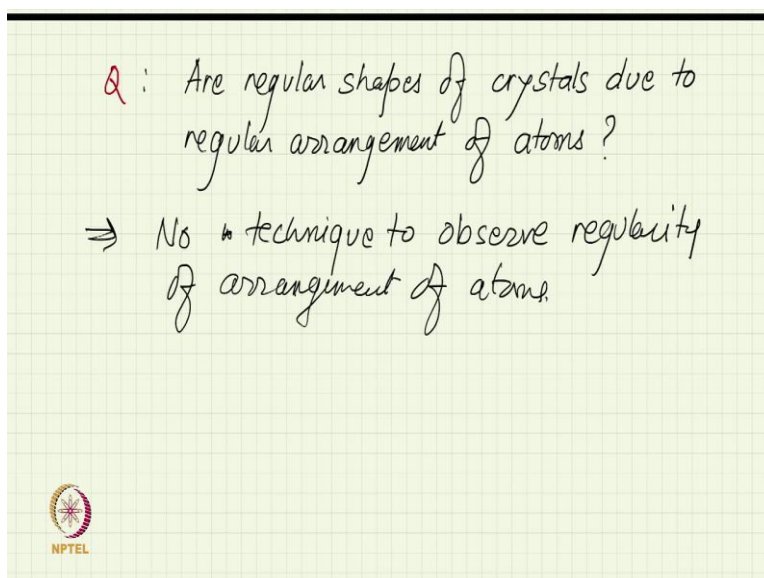 Q : Are regular shapes of crystals due to
regular arrangement of atoms ?
⇒ No technique to observe regularity
of arrangement of atoms.
NPTEL